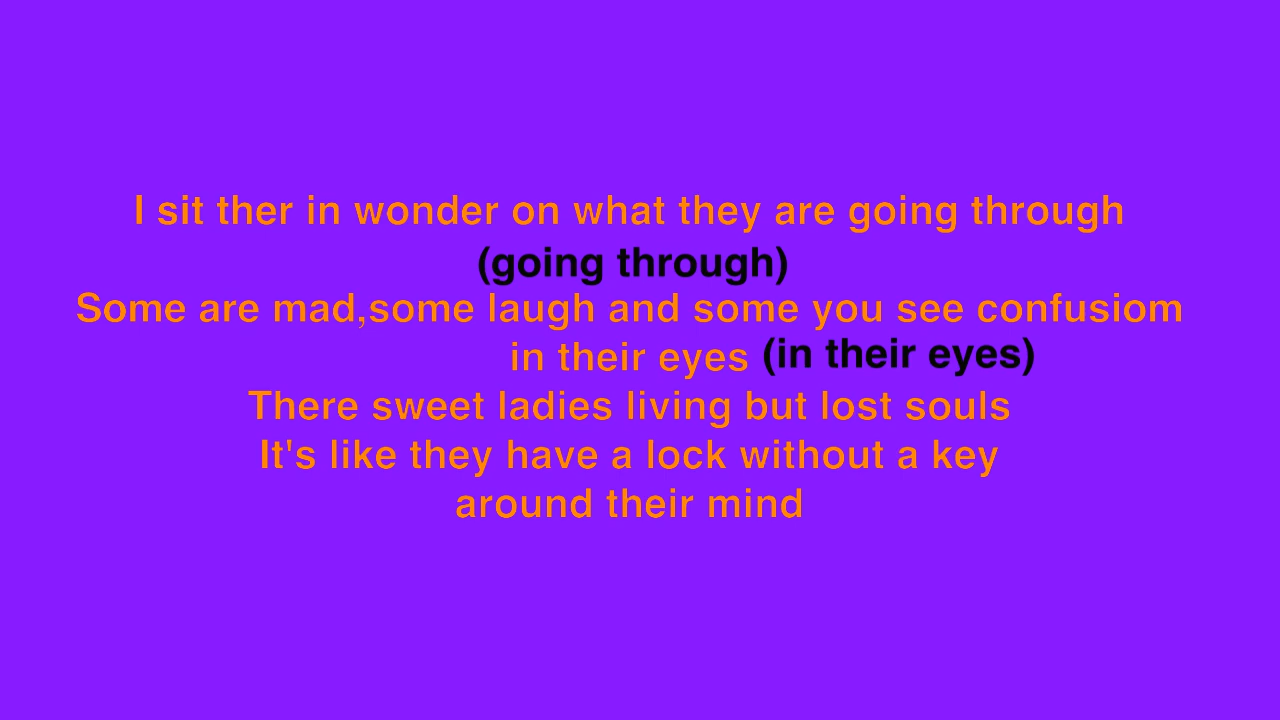 I sit ther in wonder on what they are going through
(going through)
Some are mad,some laugh and some you see confusiom
in their eyes (in their eyes)
There sweet ladies living but lost souls
It's like they have a lock without a key
around their mind